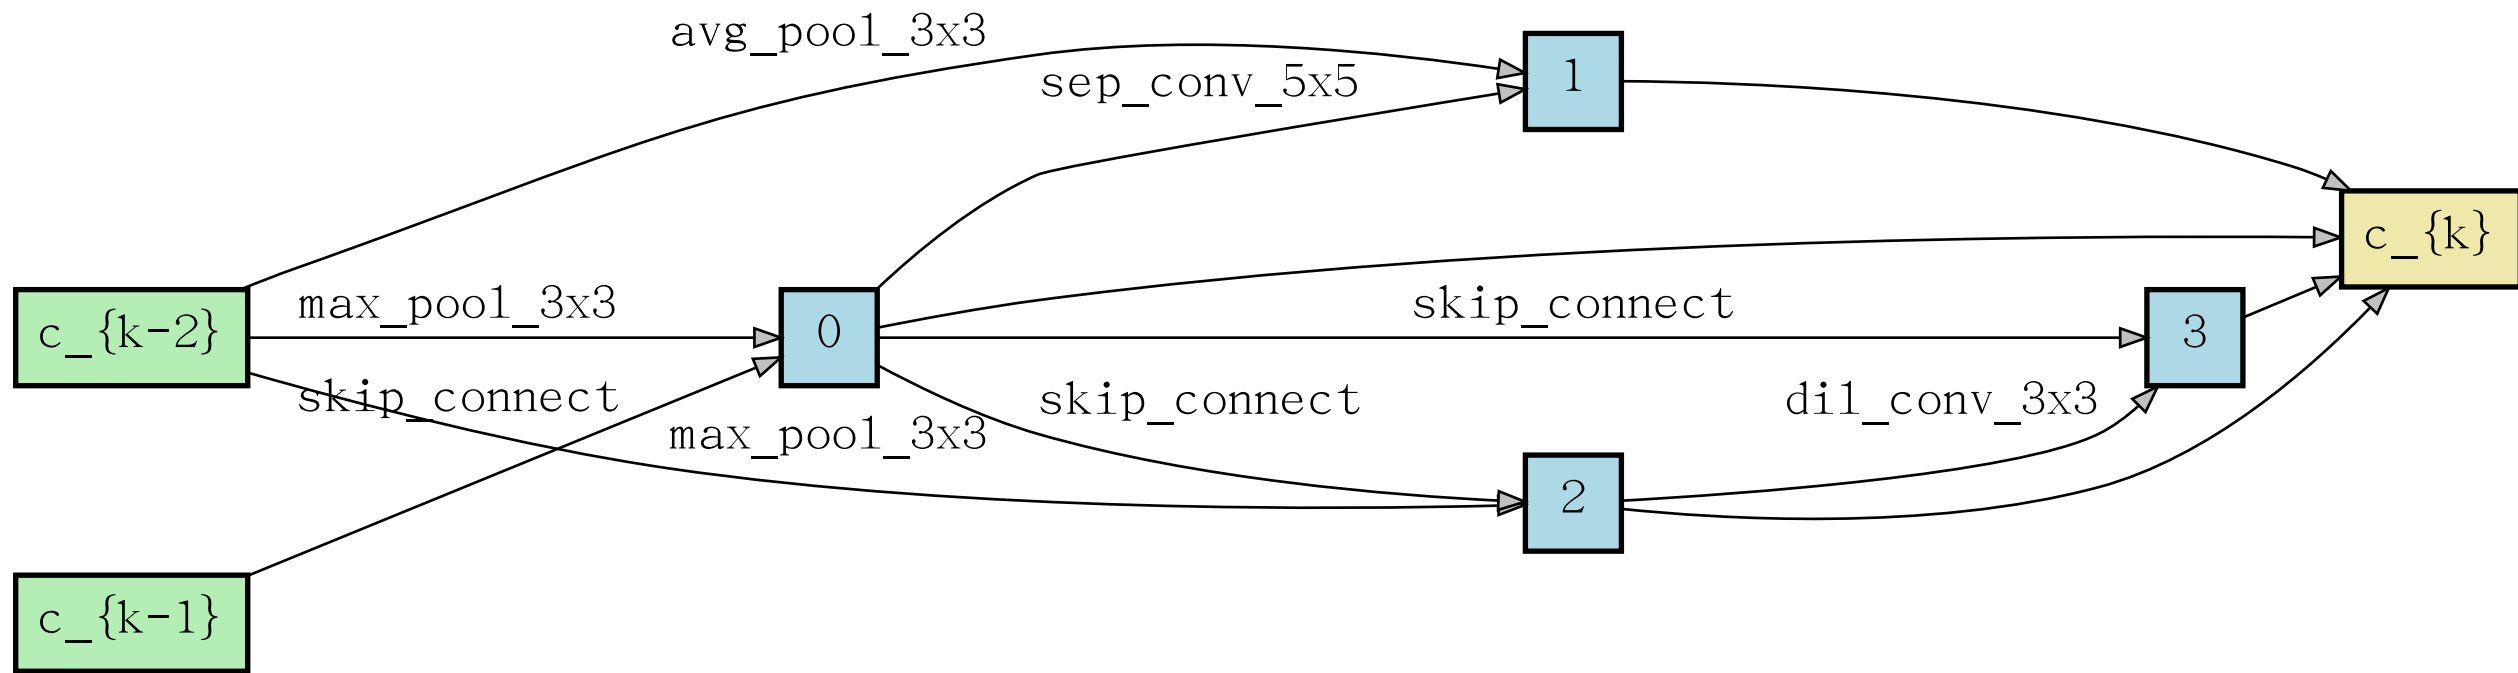 avg_pool_3x3
sep_conv_5x5
1
c_{k}
c_{k-2}
max_pool_3x3
0
skip_connect
3
skip_connect
max_pool_3x3
skip_connect
dil_conv_3x3
2
c_{k-1}